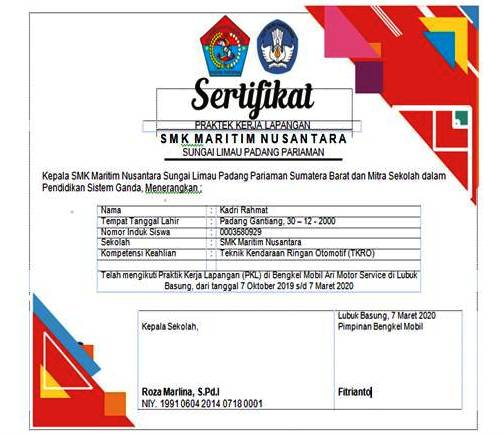 Sertifikat
PRAKTEK KERJA LAPANGAN
SMK MARITIM NUSANTARA
SUNGAI LIMAU PADANG PARIAMAN
Kepala SMK Maritim Nusantara Sungai Limau Padang Pariaman Sumatera Barat dan Mitra Sekolah dalam
Pendidikan Sistem Ganda, Menerangkan :
Nama : Kadri Rahmat
Tempat Tanggal Lahir : Padang Gantiang, 30 – 12 - 2000
Nomor Induk Siswa : 0003580929
Sekolah : SMK Maritim Nusantara
Kompetensi Keahlian : Teknik Kendaraan Ringan Otomotif (TKRO)
Telah mengikuti Praktik Kerja Lapangan (PKL) di Bengkel Mobil Ari Motor Service di Lubuk
Basung, dari tanggal 7 Oktober 2019 s/d 7 Maret 2020
Lubuk Basung, 7 Maret 2020
Kepala Sekolah, Pimpinan Bengkel Mobil
Roza Marlina, S.Pd.I Fitrianto
NIY. 1991 0604 2014 0718 0001